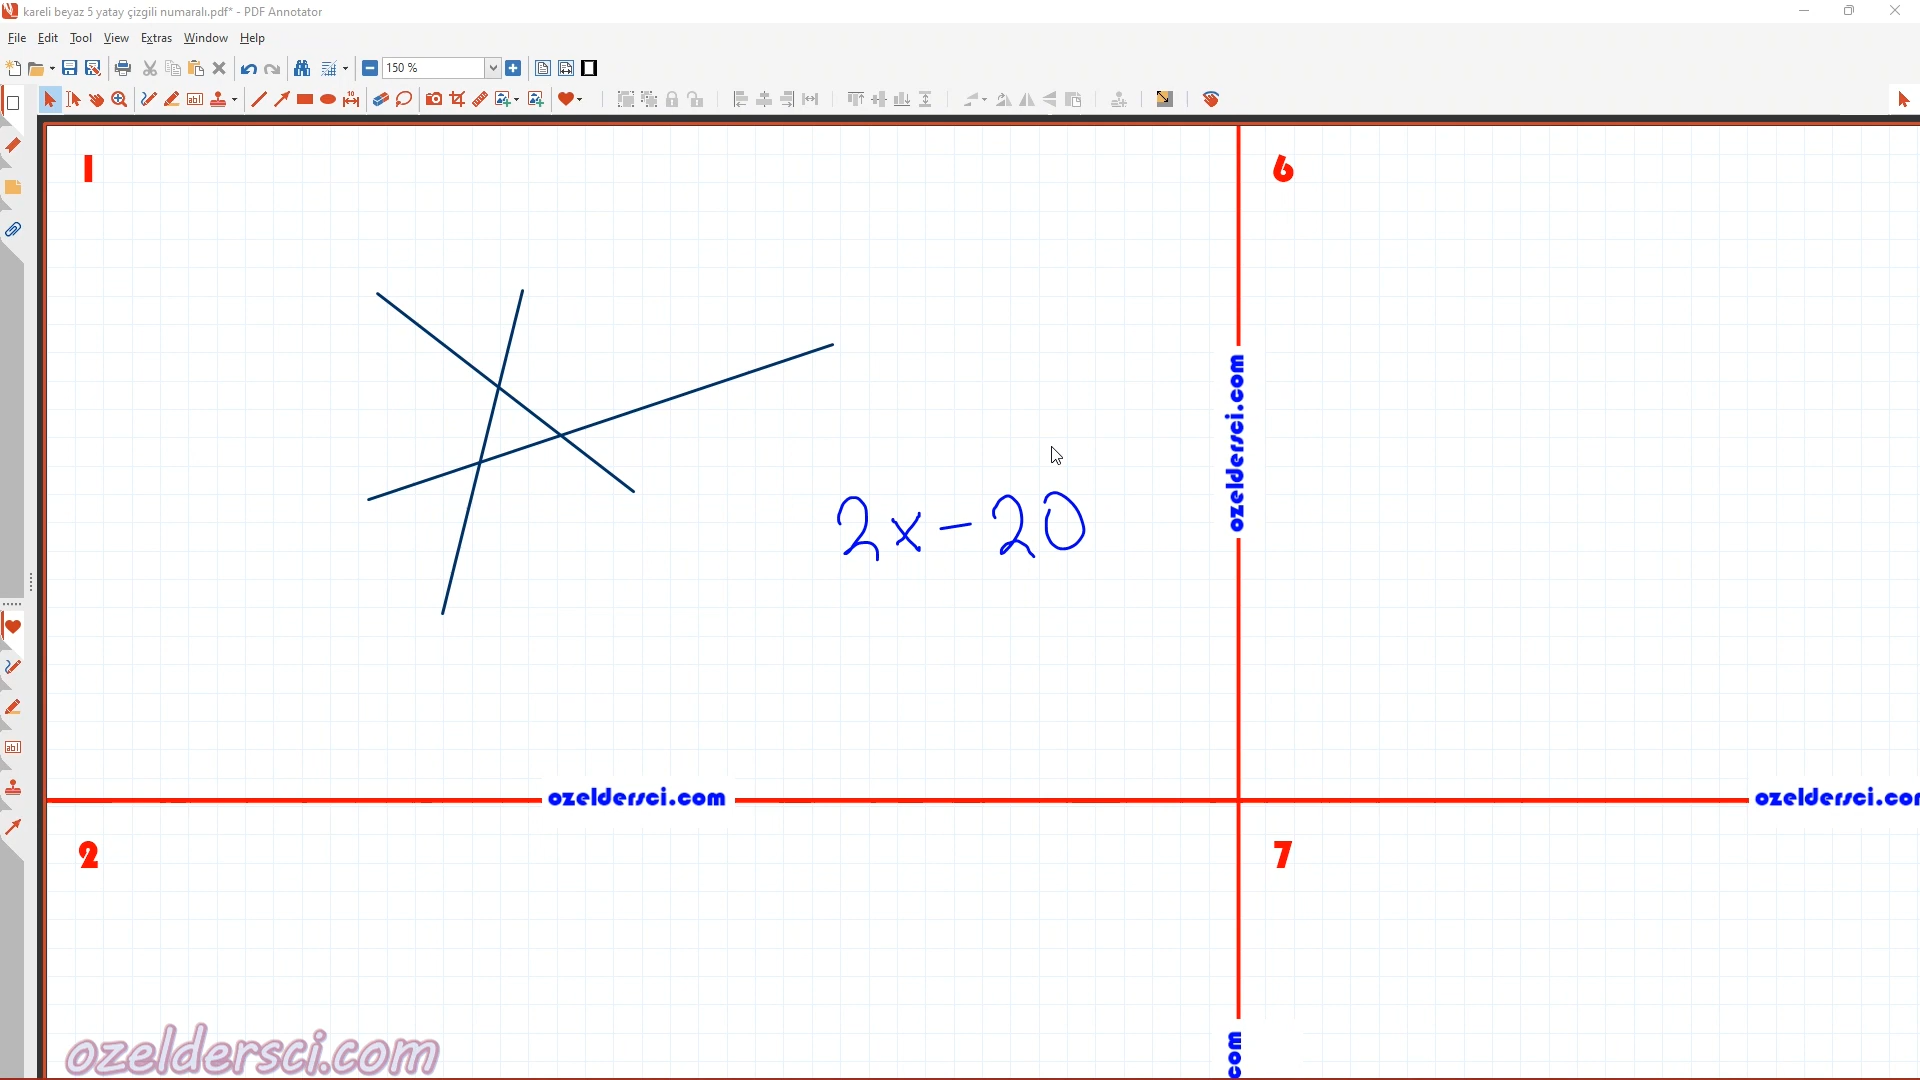 kareli beyaz 5 yatay çizgili numaralı.pdf* - PDF Annotator
File Edit Tool View Extras Window Help
150 %
1
6
ozeldersci.com
2x-20
ozeldersci.com
ozeldersci.com
2
7
com
ozeldersci.com